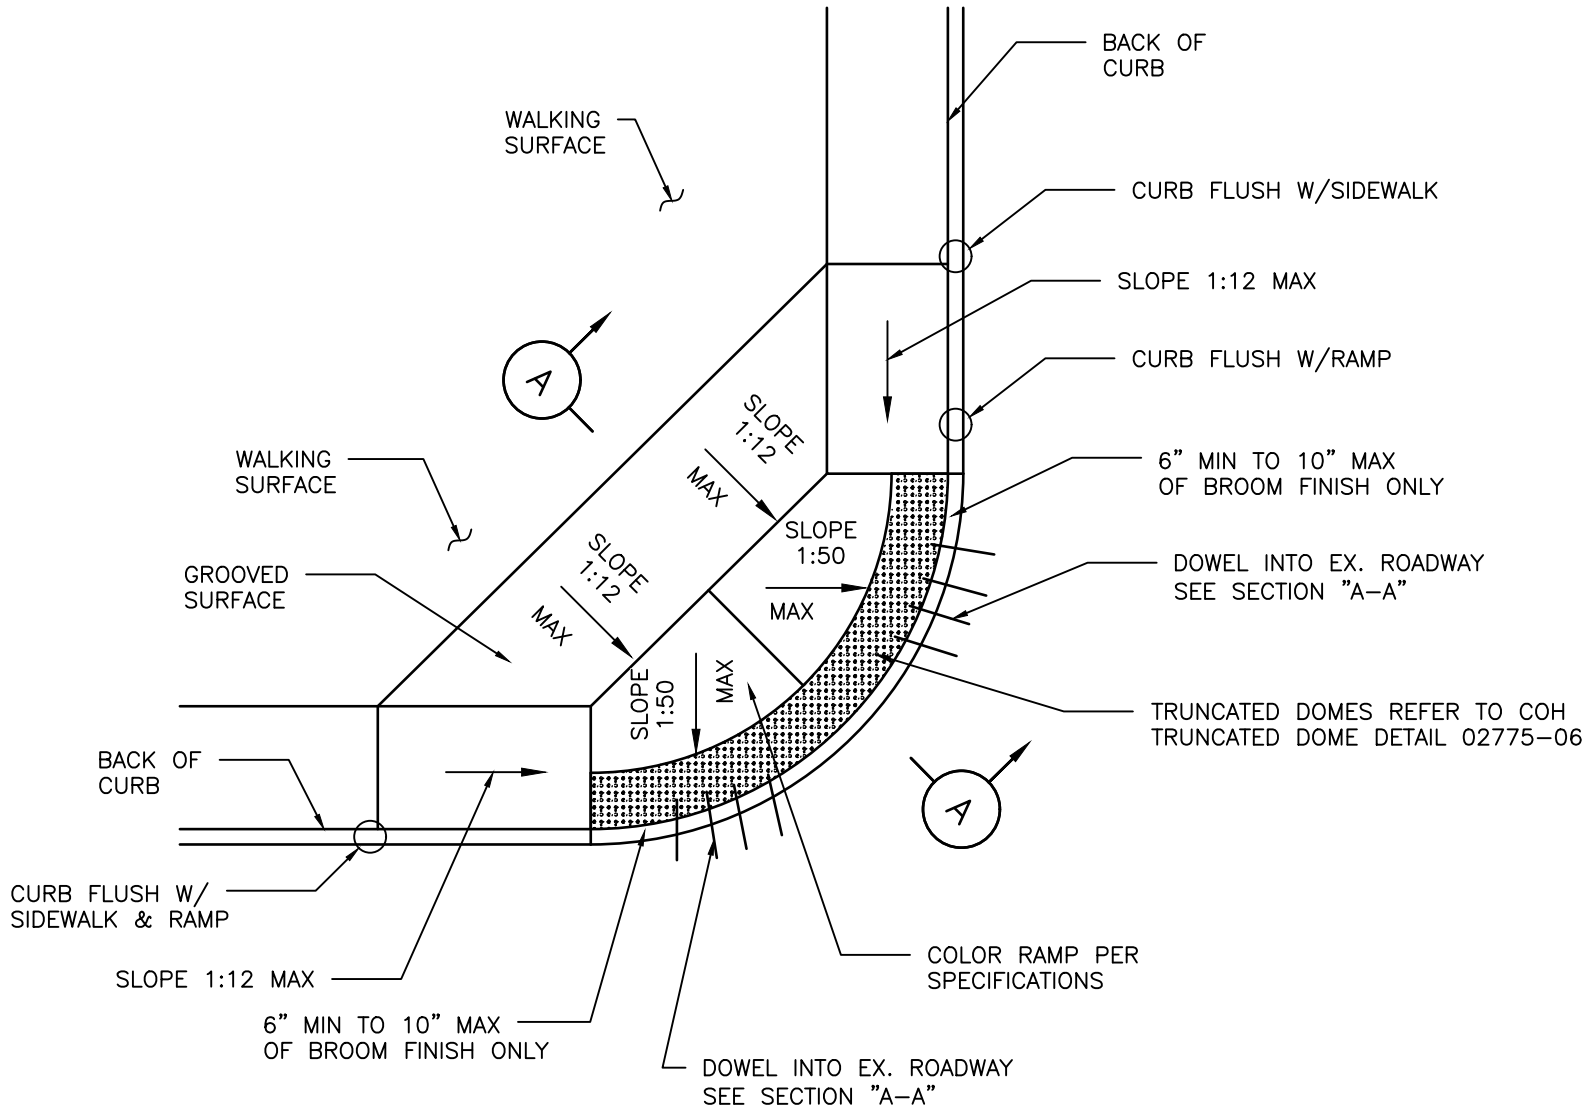 BACK OF
CURB
WALKING
SURFACE
CURB FLUSH W/SIDEWALK
SLOPE 1:12 MAX
CURB FLUSH W/RAMP
A
SLOPE
1:12
MAX
WALKING
SURFACE
6" MIN TO 10" MAX
OF BROOM FINISH ONLY
SLOPE
1:50
MAX
SLOPE
1:12
MAX
DOWEL INTO EX. ROADWAY
SEE SECTION "A–A"
GROOVED
SURFACE
SLOPE
1:50
MAX
TRUNCATED DOMES REFER TO COH
TRUNCATED DOME DETAIL 02775–06
BACK OF
CURB
A
CURB FLUSH W/
SIDEWALK & RAMP
COLOR RAMP PER
SPECIFICATIONS
SLOPE 1:12 MAX
6" MIN TO 10" MAX
OF BROOM FINISH ONLY
DOWEL INTO EX. ROADWAY
SEE SECTION "A–A"